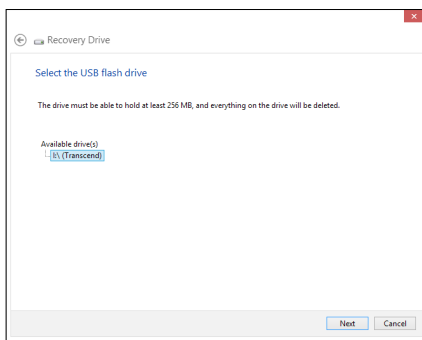 Recovery Drive
Select the USB flash drive
The drive must be able to hold at least 256 MB, and everything on the drive will be deleted.
Available drive(s)
I:\ (Transcend)
Next
Cancel